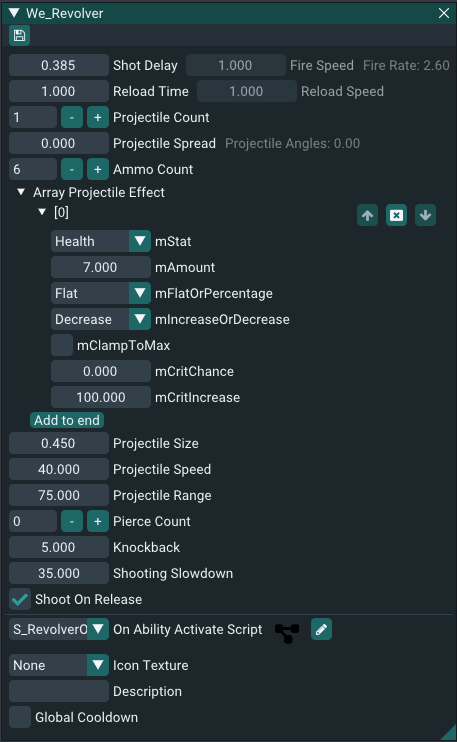 We_Revolver
0.385 Shot Delay 1.000 Fire Speed Fire Rate: 2.60
1.000 Reload Time 1.000 Reload Speed
1 - + Projectile Count
0.000 Projectile Spread Projectile Angles: 0.00
6 - + Ammo Count
Array Projectile Effect
[0]
Health mStat
7.000 mAmount
Flat mFlatOrPercentage
Decrease mIncreaseOrDecrease
mClampToMax
0.000 mCritChance
100.000 mCritIncrease
Add to end
0.450 Projectile Size
40.000 Projectile Speed
75.000 Projectile Range
0 - + Pierce Count
5.000 Knockback
35.000 Shooting Slowdown
Shoot On Release
S_RevolverO On Ability Activate Script
None Icon Texture
Description
Global Cooldown